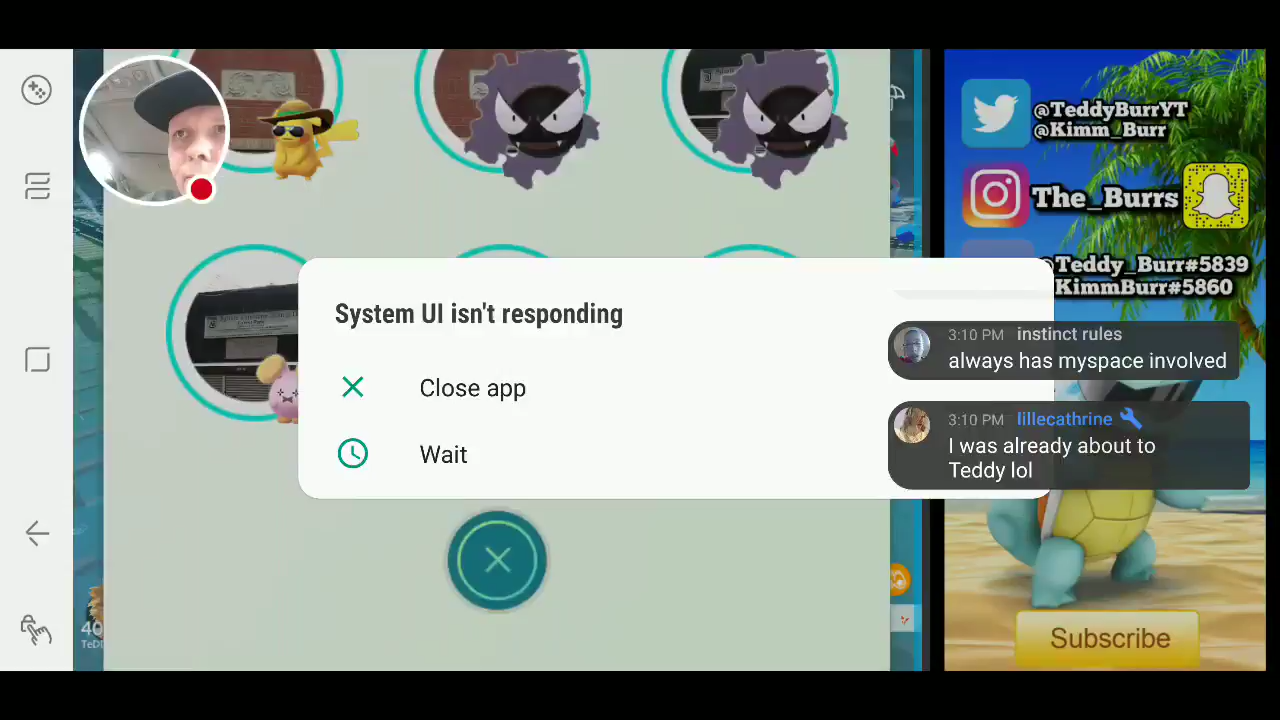 @TeddyBurrYT
@Kimm_Burr
The_Burrs
@Teddy_Burr#5839
KimmBurr#5860
System UI isn't responding
Close app
Wait
3:10 PM instinct rules
always has myspace involved
3:10 PM lillecathrine
I was already about to
Teddy lol
40
Subscribe